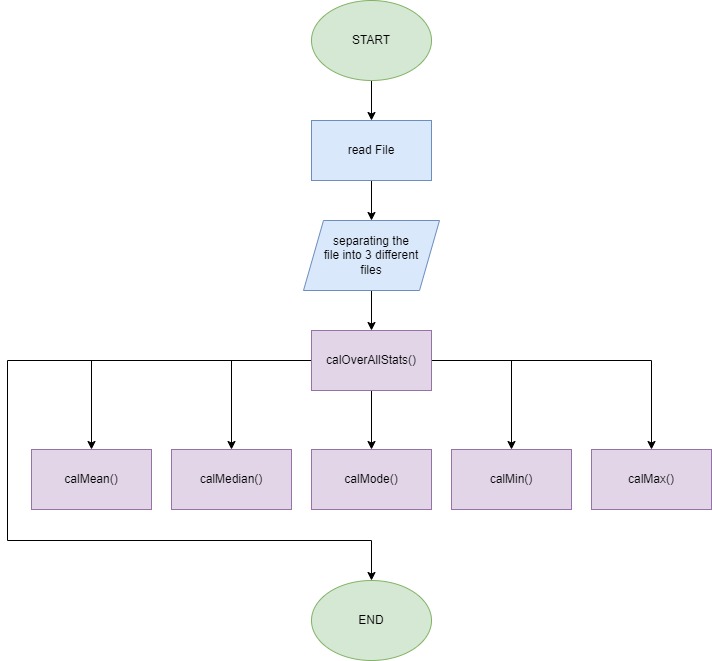 START
read File
separating the
file into 3 different
files
calOverAllStats()
calMean()
calMedian()
calMode()
calMin()
calMax()
END